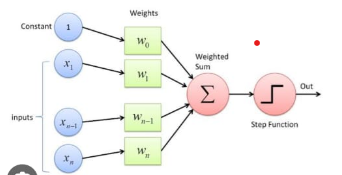 Weights
Constant
1
w₀
Weighted
Sum
x₁
w₁
Σ
Out
inputs
Step Function
xₙ₋₁
wₙ₋₁
xₙ
wₙ